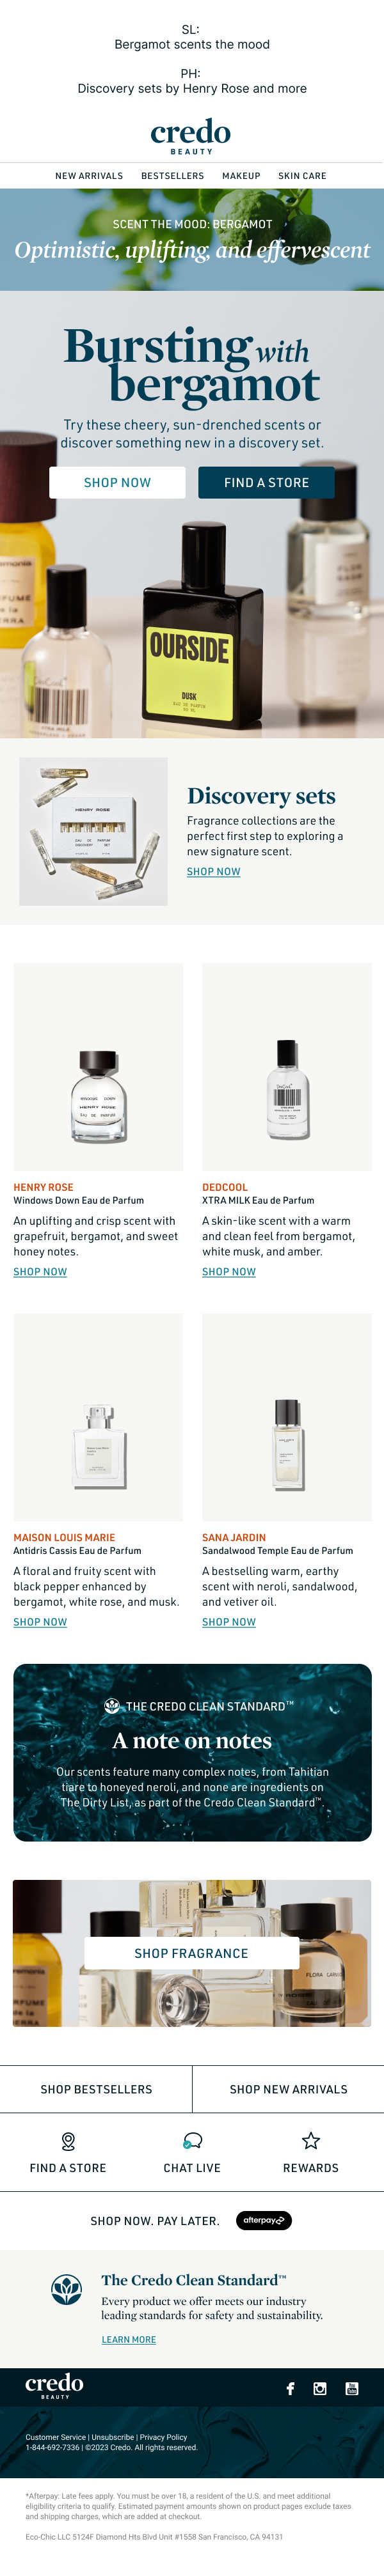 SL:
Bergamot scents the mood
PH:
Discovery sets by Henry Rose and more
credo
BEAUTY
NEW ARRIVALS BESTSELLERS MAKEUP SKIN CARE
SCENT THE MOOD: BERGAMOT
Optimistic, uplifting, and effervescent
Bursting with
bergamot
Try these cheery, sun-drenched scents or
discover something new in a discovery set.
SHOP NOW FIND A STORE
OURSIDE
DUSK
EAU DE PARFUM
HENRY ROSE
Discovery sets
Fragrance collections are the
perfect first step to exploring a
new signature scent.
SHOP NOW
WINDOWS DOWN
HENRY ROSE
EAU DE PARFUM
HENRY ROSE
Windows Down Eau de Parfum
An uplifting and crisp scent with
grapefruit, bergamot, and sweet
honey notes.
SHOP NOW
DedCool
XTRA MILK
DEDCOOL
XTRA MILK Eau de Parfum
A skin-like scent with a warm
and clean feel from bergamot,
white musk, and amber.
SHOP NOW
MAISON LOUIS MARIE
Antidris Cassis Eau de Parfum
A floral and fruity scent with
black pepper enhanced by
bergamot, white rose, and musk.
SHOP NOW
SANA JARDIN
Sandalwood Temple Eau de Parfum
A bestselling warm, earthy
scent with neroli, sandalwood,
and vetiver oil.
SHOP NOW
THE CREDO CLEAN STANDARD™
A note on notes
Our scents feature many complex notes, from Tahitian
tiare to honeyed neroli, and none are ingredients on
The Dirty List, as part of the Credo Clean Standard™.
SHOP FRAGRANCE
SHOP BESTSELLERS SHOP NEW ARRIVALS
FIND A STORE CHAT LIVE REWARDS
SHOP NOW. PAY LATER. afterpay
The Credo Clean Standard™
Every product we offer meets our industry
leading standards for safety and sustainability.
LEARN MORE
credo
BEAUTY
Customer Service | Unsubscribe | Privacy Policy
1-844-692-7336 | ©2023 Credo. All rights reserved.
*Afterpay: Late fees apply. You must be over 18, a resident of the U.S. and meet additional
eligibility criteria to qualify. Estimated payment amounts shown on product pages exclude taxes
and shipping charges, which are added at checkout.
Eco-Chic LLC 5124F Diamond Hts Blvd Unit #1558 San Francisco, CA 94131